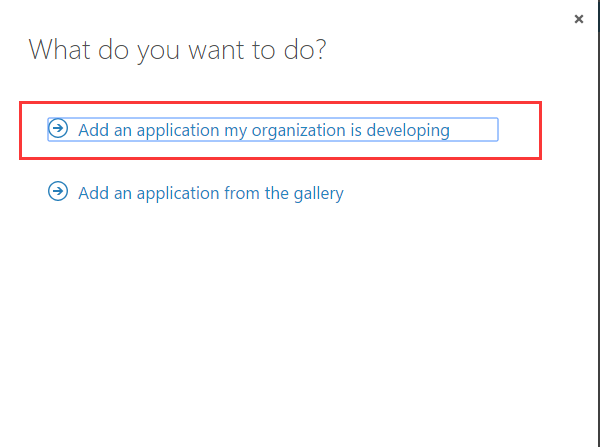 What do you want to do?
Add an application my organization is developing
Add an application from the gallery